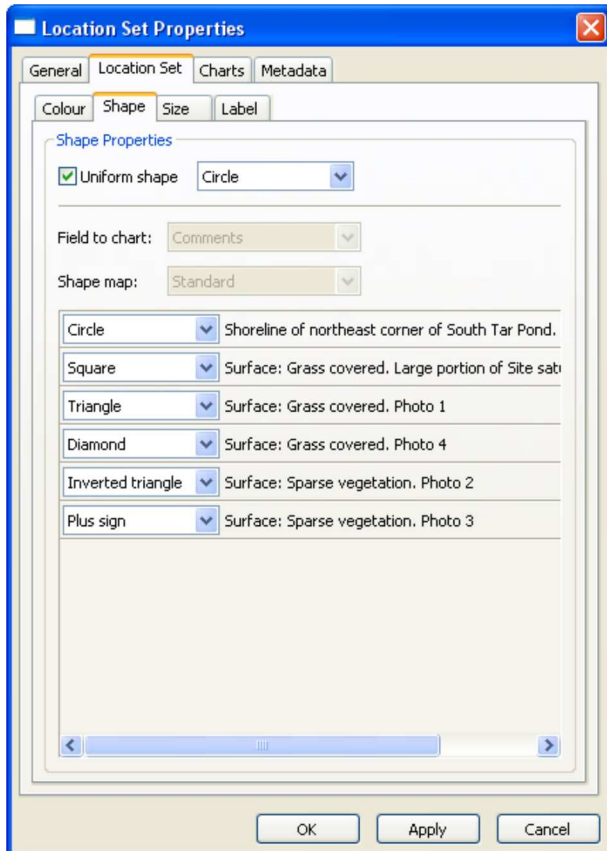 Location Set Properties
General Location Set Charts Metadata
Colour Shape Size Label
Shape Properties
Uniform shape Circle
Field to chart: Comments
Shape map: Standard
Circle Shoreline of northeast corner of South Tar Pond.
Square Surface: Grass covered. Large portion of Site
Triangle Surface: Grass covered. Photo 1
Diamond Surface: Grass covered. Photo 4
Inverted triangle Surface: Sparse vegetation. Photo 2
Plus sign Surface: Sparse vegetation. Photo 3
OK Apply Cancel